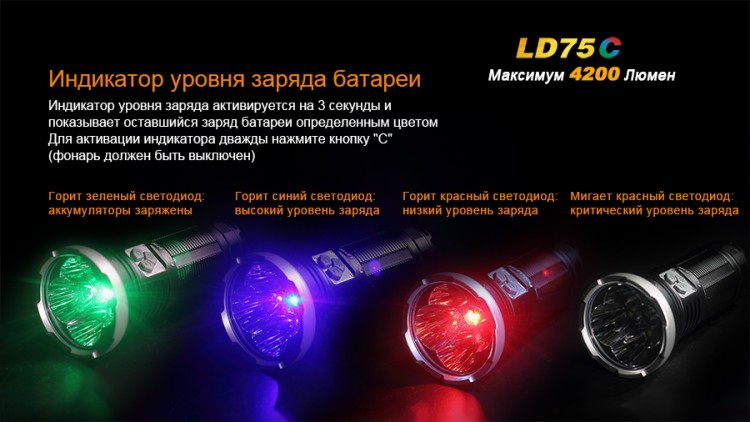 LD75C
Максимум 4200 Люмен
Индикатор уровня заряда батареи
Индикатор уровня заряда активируется на 3 секунды и
показывает оставшийся заряд батареи определенным цветом
Для активации индикатора дважды нажмите кнопку "С"
(фонарь должен быть выключен)
Горит зеленый светодиод:
аккумуляторы заряжены
Горит синий светодиод:
высокий уровень заряда
Горит красный светодиод:
низкий уровень заряда
Мигает красный светодиод:
критический уровень заряда